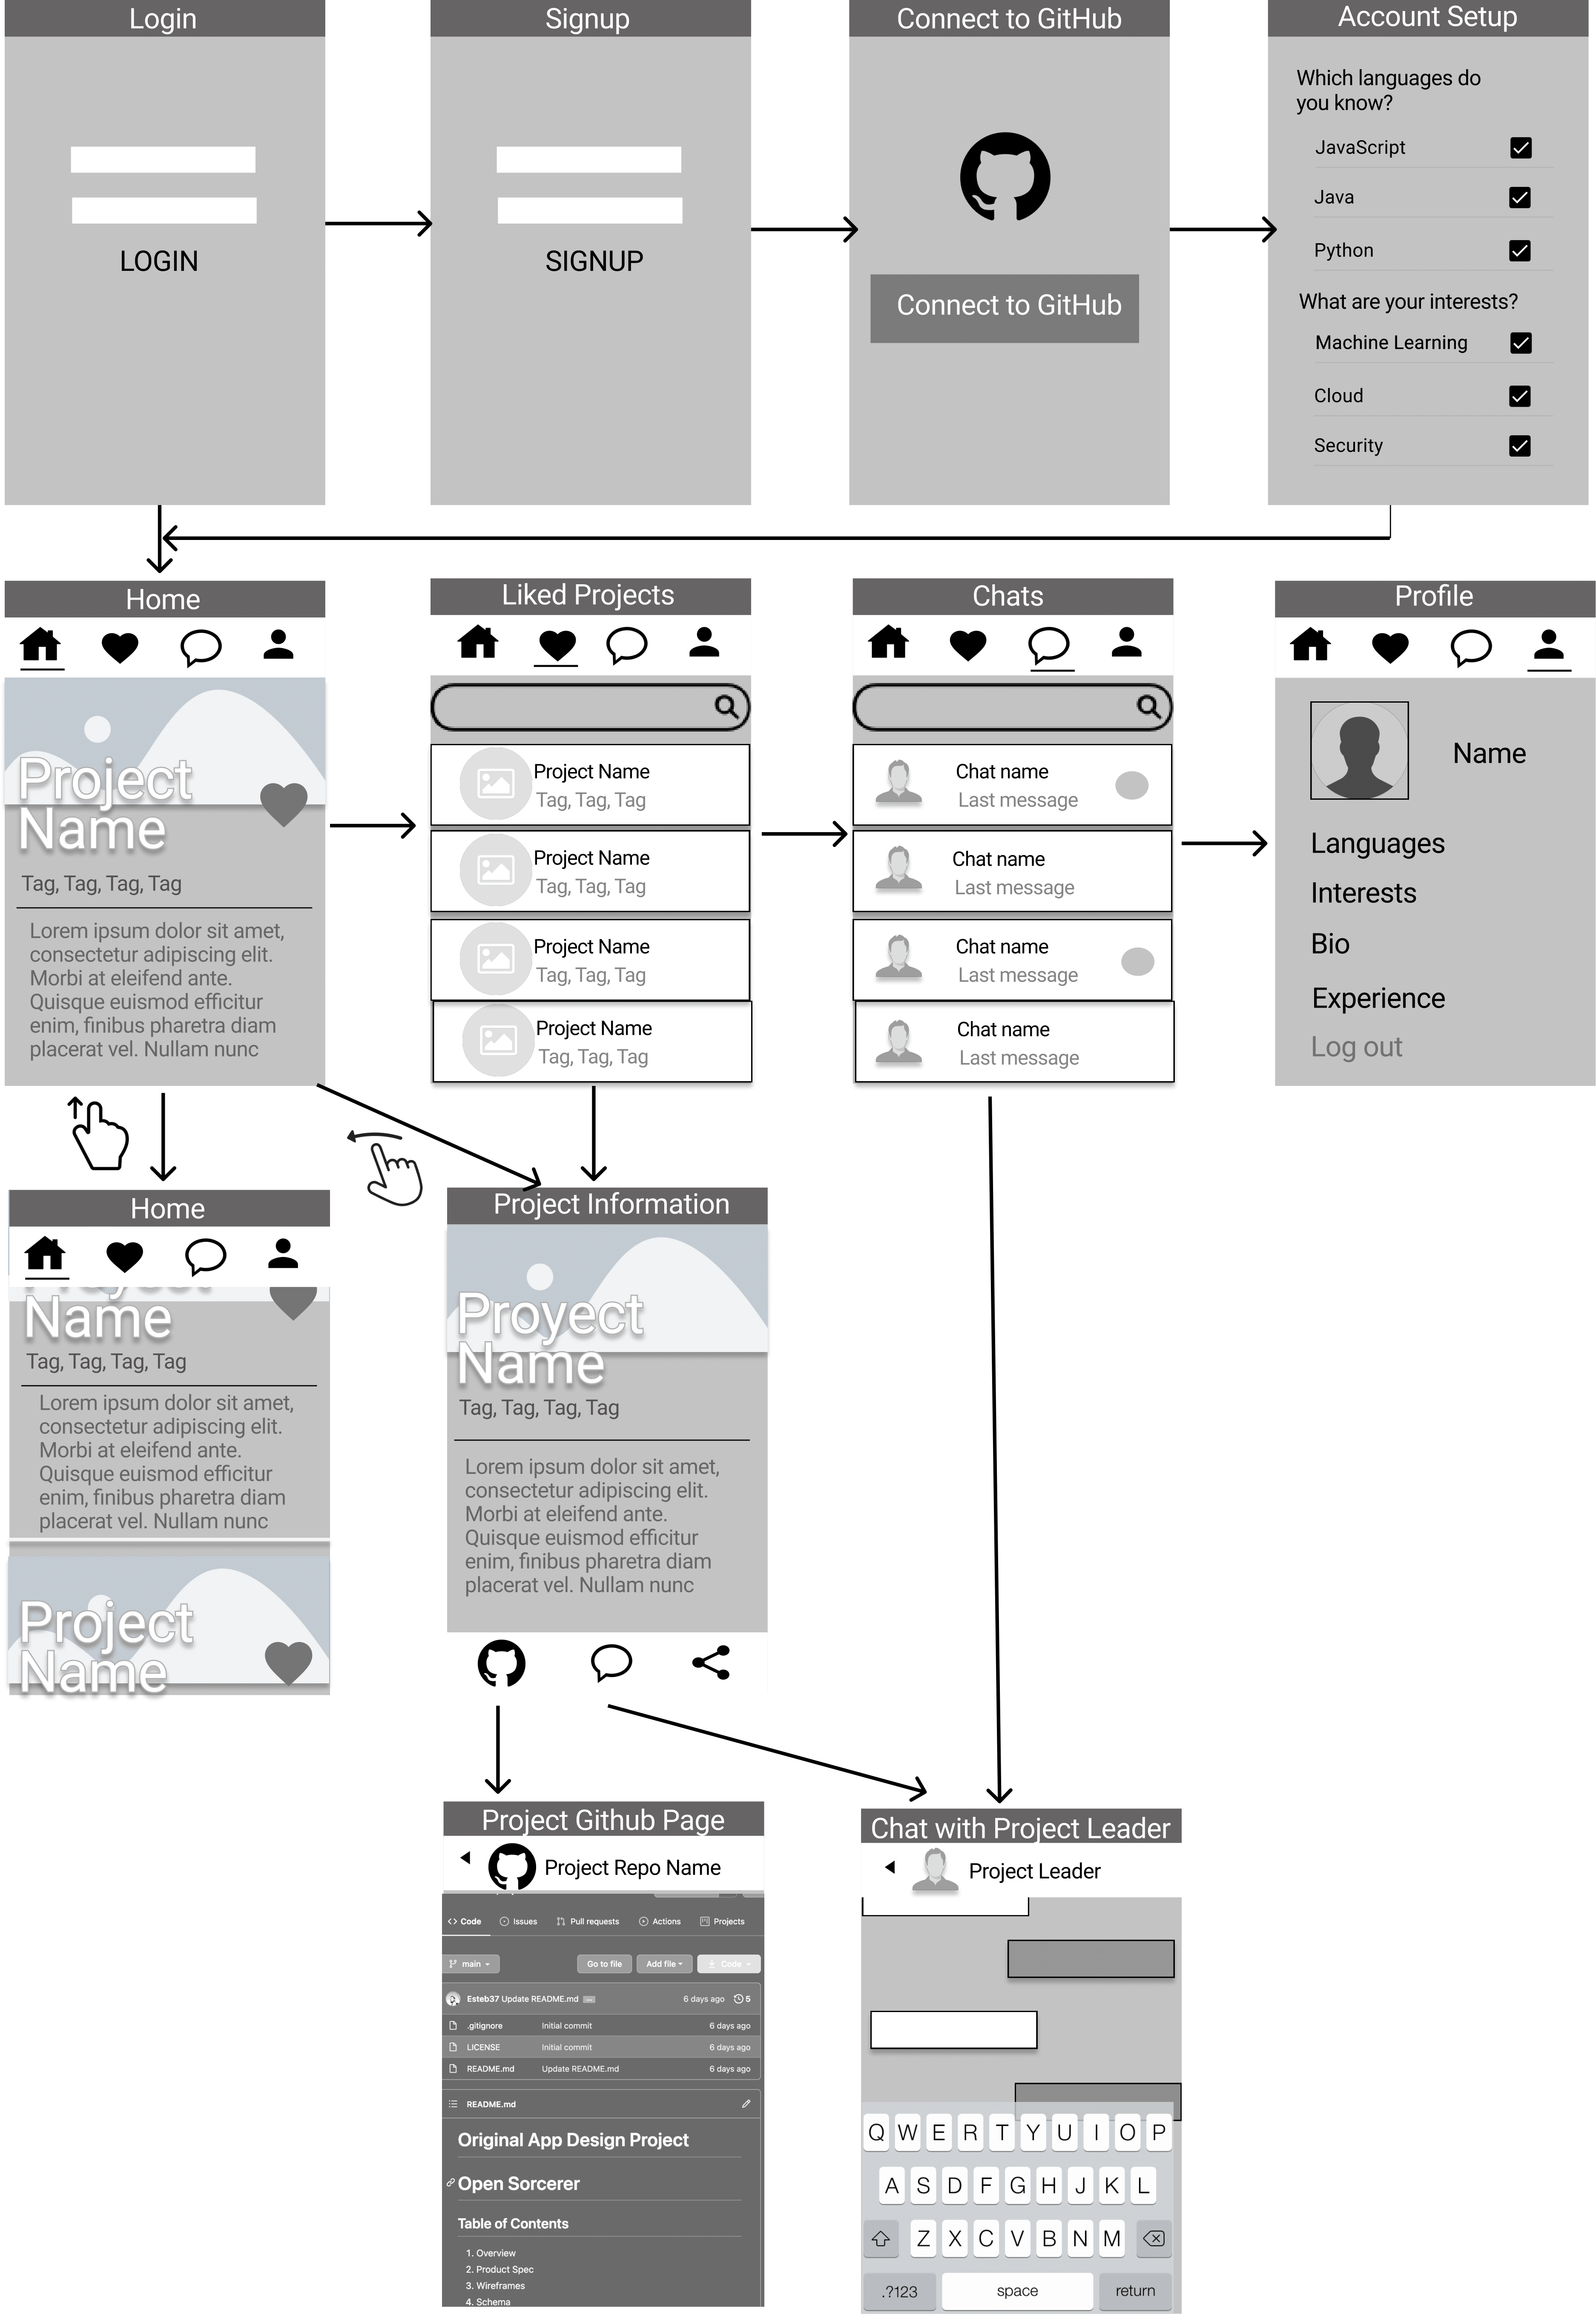 Login
LOGIN
Signup
SIGNUP
Connect to GitHub
Connect to GitHub
Account Setup
Which languages do
you know?
JavaScript
Java
Python
What are your interests?
Machine Learning
Cloud
Security
Home
Project
Name
Tag, Tag, Tag, Tag
Lorem ipsum dolor sit amet,
consectetur adipiscing elit.
Morbi at eleifend ante.
Quisque euismod efficitur
enim, finibus pharetra diam
placerat vel. Nullam nunc
Liked Projects
Project Name
Tag, Tag, Tag
Project Name
Tag, Tag, Tag
Project Name
Tag, Tag, Tag
Project Name
Tag, Tag, Tag
Chats
Chat name
Last message
Chat name
Last message
Chat name
Last message
Chat name
Last message
Profile
Name
Languages
Interests
Bio
Experience
Log out
Home
Name
Tag, Tag, Tag, Tag
Lorem ipsum dolor sit amet,
consectetur adipiscing elit.
Morbi at eleifend ante.
Quisque euismod efficitur
enim, finibus pharetra diam
placerat vel. Nullam nunc
Project
Name
Project Information
Proyect
Name
Tag, Tag, Tag, Tag
Lorem ipsum dolor sit amet,
consectetur adipiscing elit.
Morbi at eleifend ante.
Quisque euismod efficitur
enim, finibus pharetra diam
placerat vel. Nullam nunc
Project Github Page
Project Repo Name
Code Issues Pull requests Actions Projects
main Go to file Add file Code
Esteb37 Update README.md 6 days ago 5
.gitignore Initial commit 6 days ago
LICENSE Initial commit 6 days ago
README.md Update README.md 6 days ago
README.md
Original App Design Project
Open Sorcerer
Table of Contents
1. Overview
2. Product Spec
3. Wireframes
4. Schema
Chat with Project Leader
Project Leader
Q W E R T Y U I O P
A S D F G H J K L
Z X C V B N M
.?123 space return